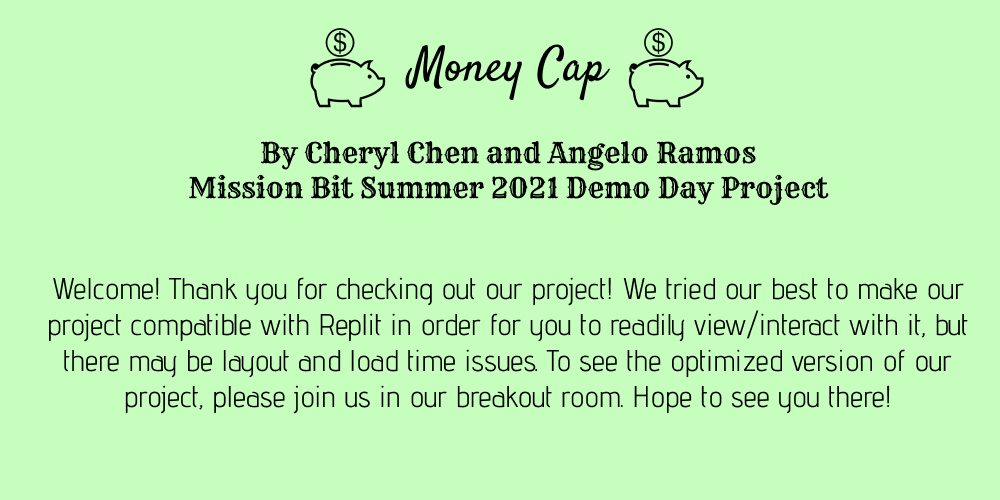 $ Money Cap $
By Cheryl Chen and Angelo Ramos
Mission Bit Summer 2021 Demo Day Project
Welcome! Thank you for checking out our project! We tried our best to make our
project compatible with Replit in order for you to readily view/interact with it, but
there may be layout and load time issues. To see the optimized version of our
project, please join us in our breakout room. Hope to see you there!